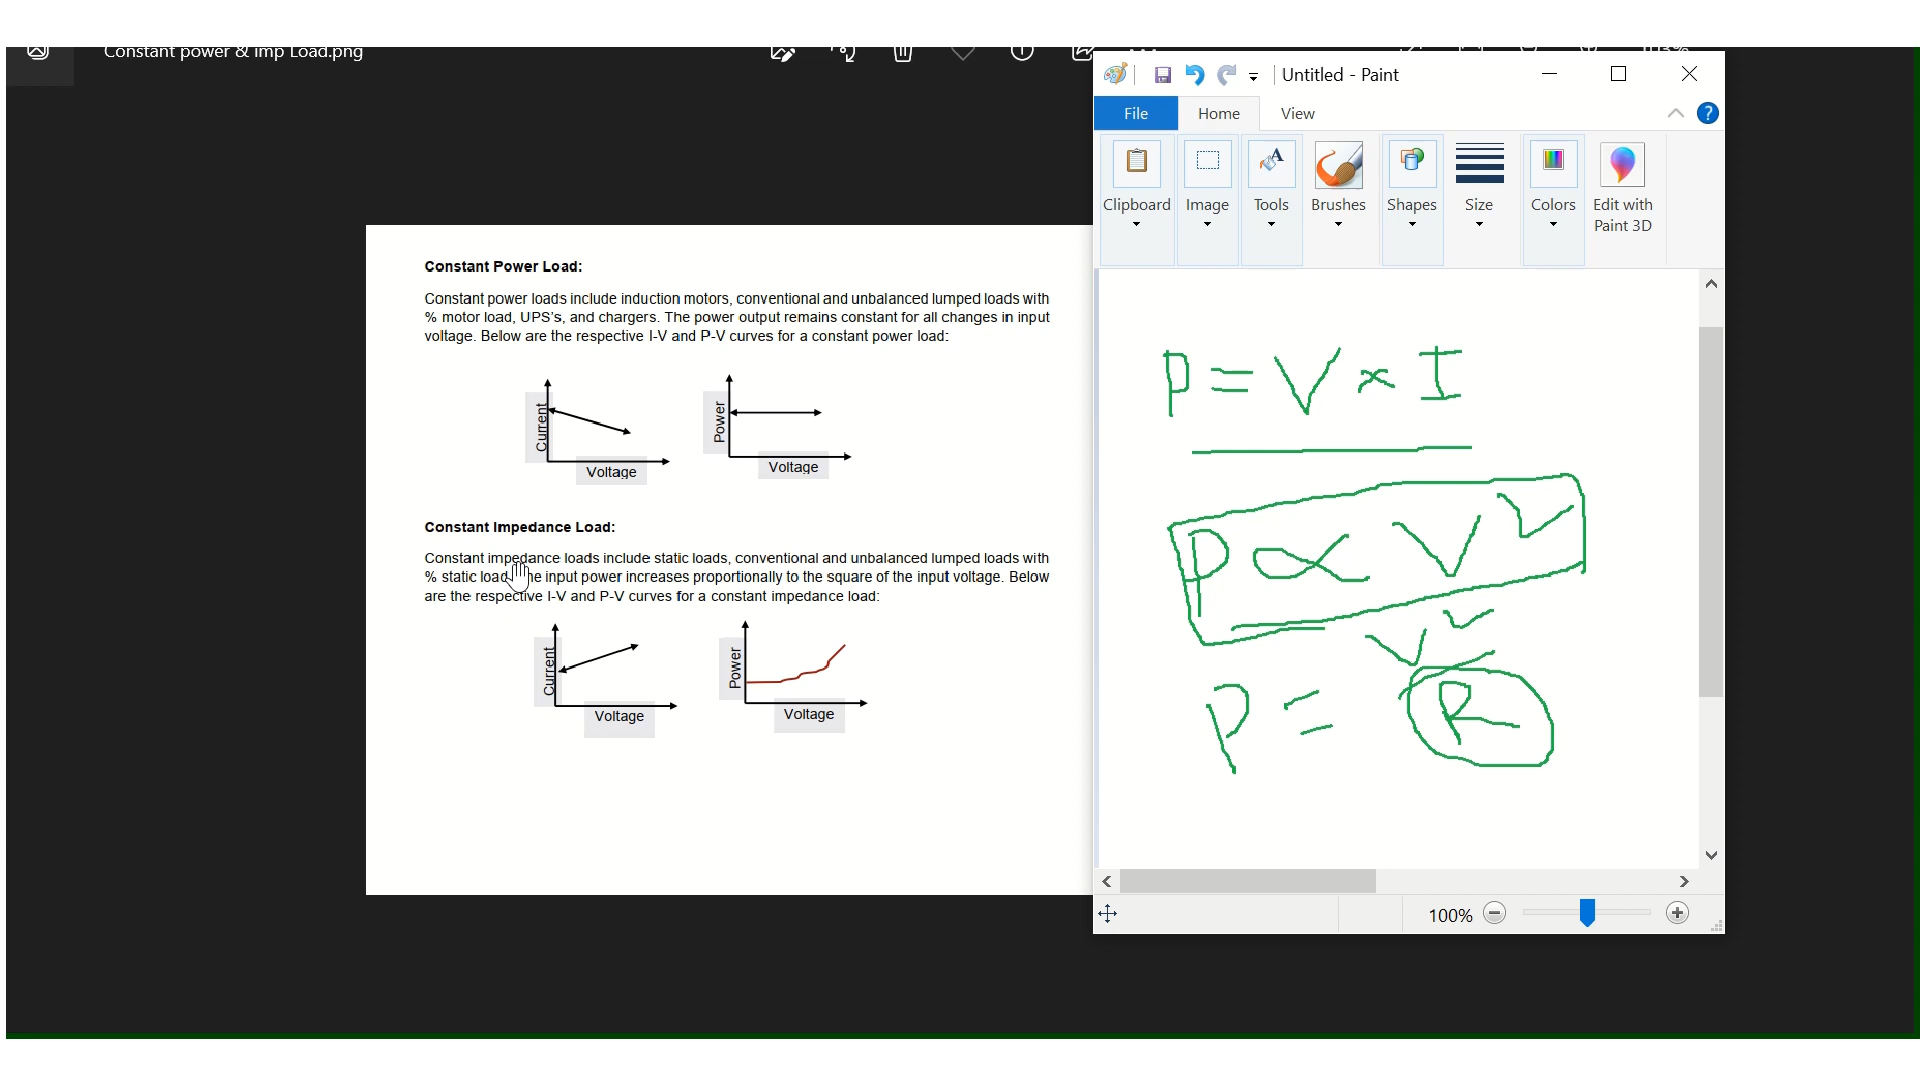 Constant power & Imp Load.png
Constant Power Load:
Constant power loads include induction motors, conventional and unbalanced lumped loads with
% motor load, UPS's, and chargers. The power output remains constant for all changes in input
voltage. Below are the respective I-V and P-V curves for a constant power load:
Current
Voltage
Power
Voltage
Constant Impedance Load:
Constant impedance loads include static loads, conventional and unbalanced lumped loads with
% static load he input power increases proportionally to the square of the input voltage. Below
are the respective I-V and P-V curves for a constant impedance load:
Current
Voltage
Power
Voltage
Untitled - Paint
File Home View
Clipboard Image Tools Brushes Shapes Size Colors Edit with
Paint 3D
P = V × I
P ∝ V
V
P = R
100%